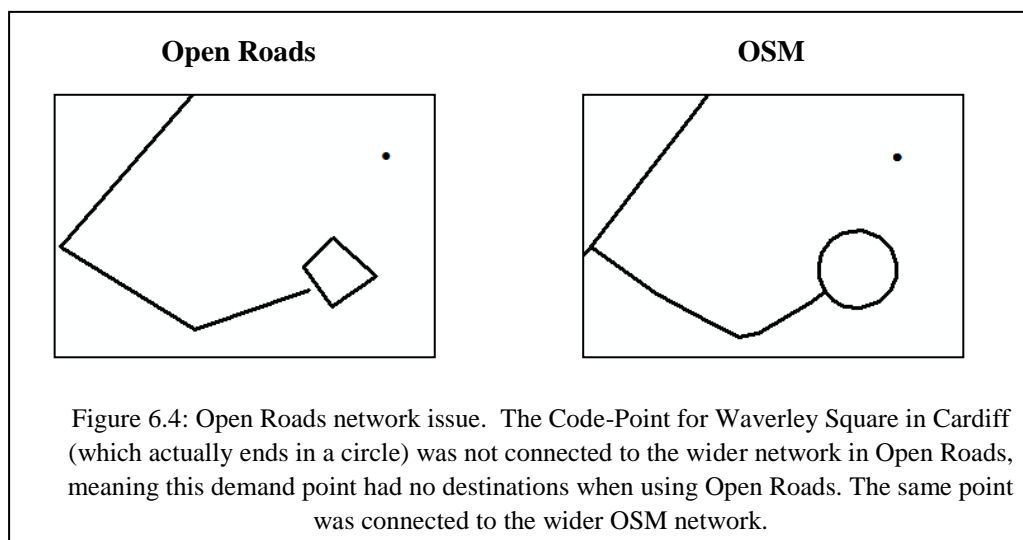 Open Roads
OSM
Figure 6.4: Open Roads network issue.  The Code-Point for Waverley Square in Cardiff
(which actually ends in a circle) was not connected to the wider network in Open Roads,
meaning this demand point had no destinations when using Open Roads. The same point
was connected to the wider OSM network.